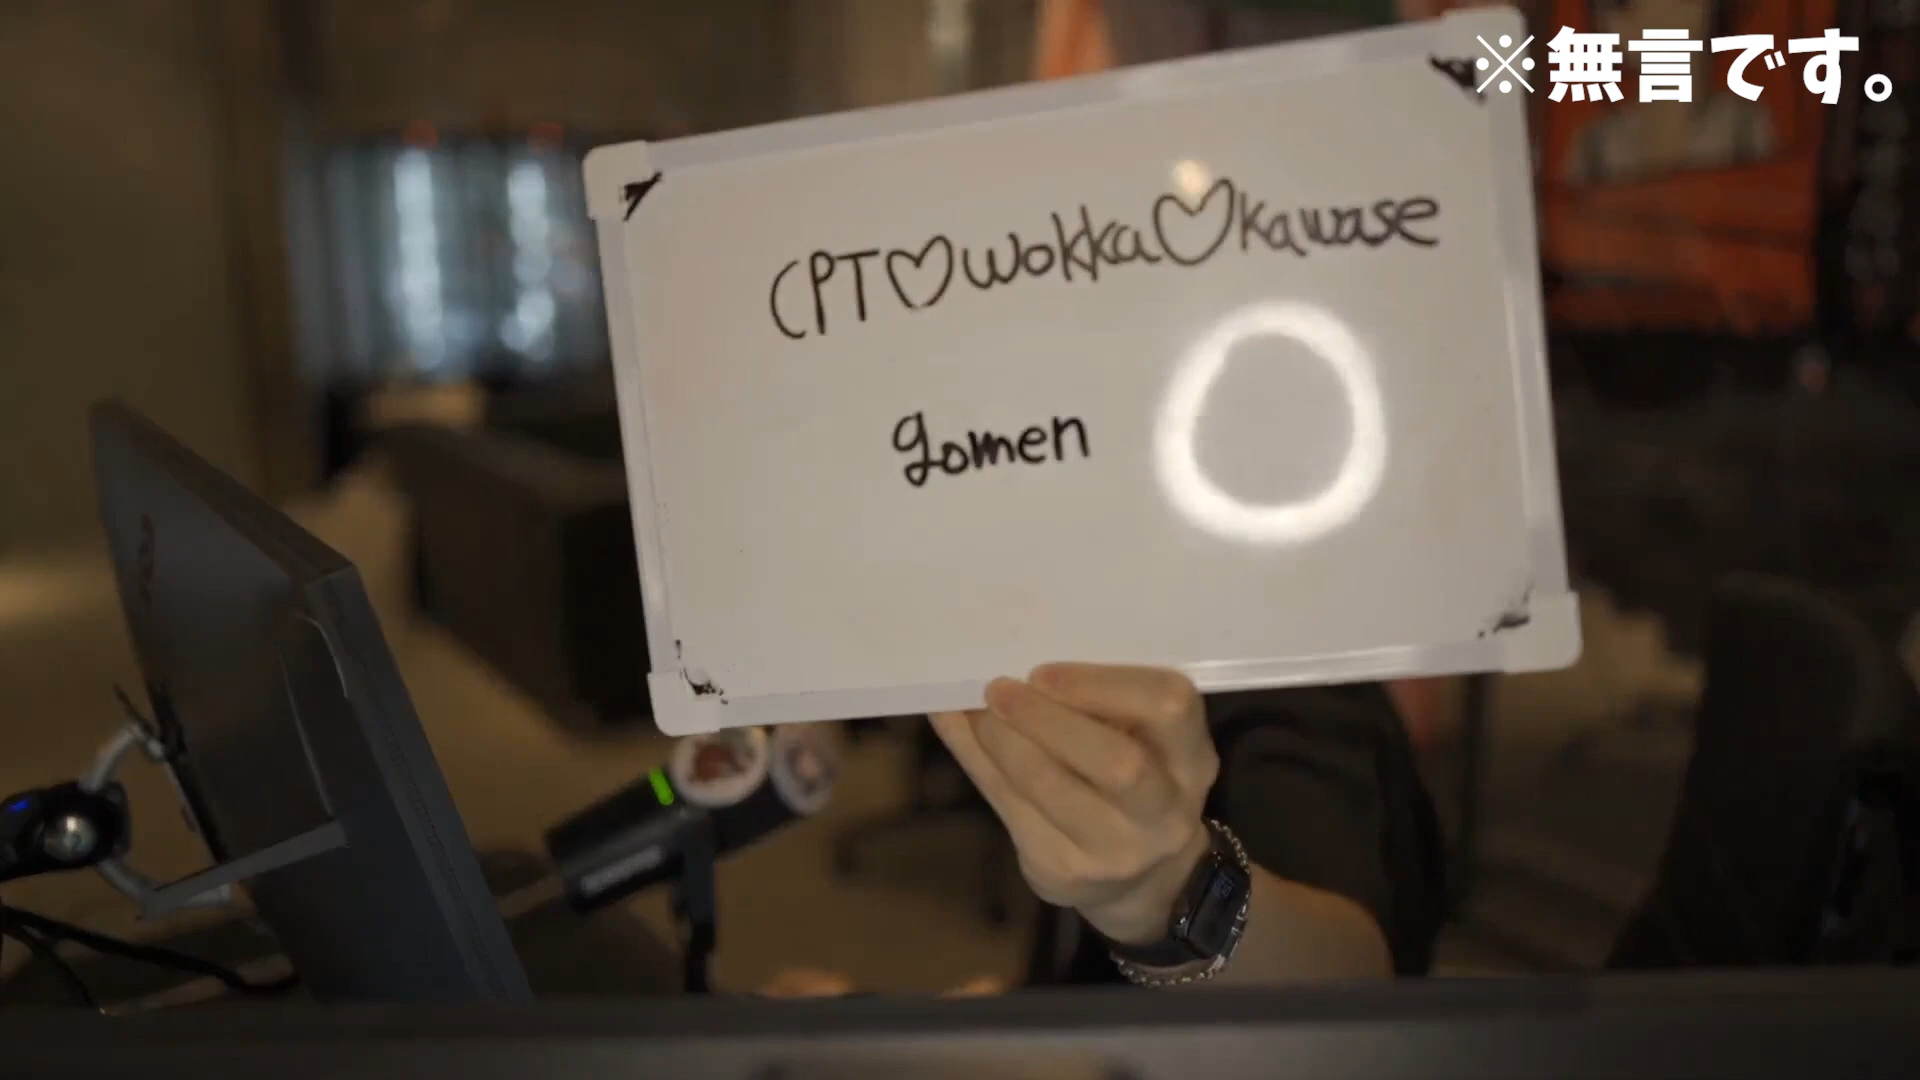 ※無言です。
CPT♡wokka♡kawase
gomen